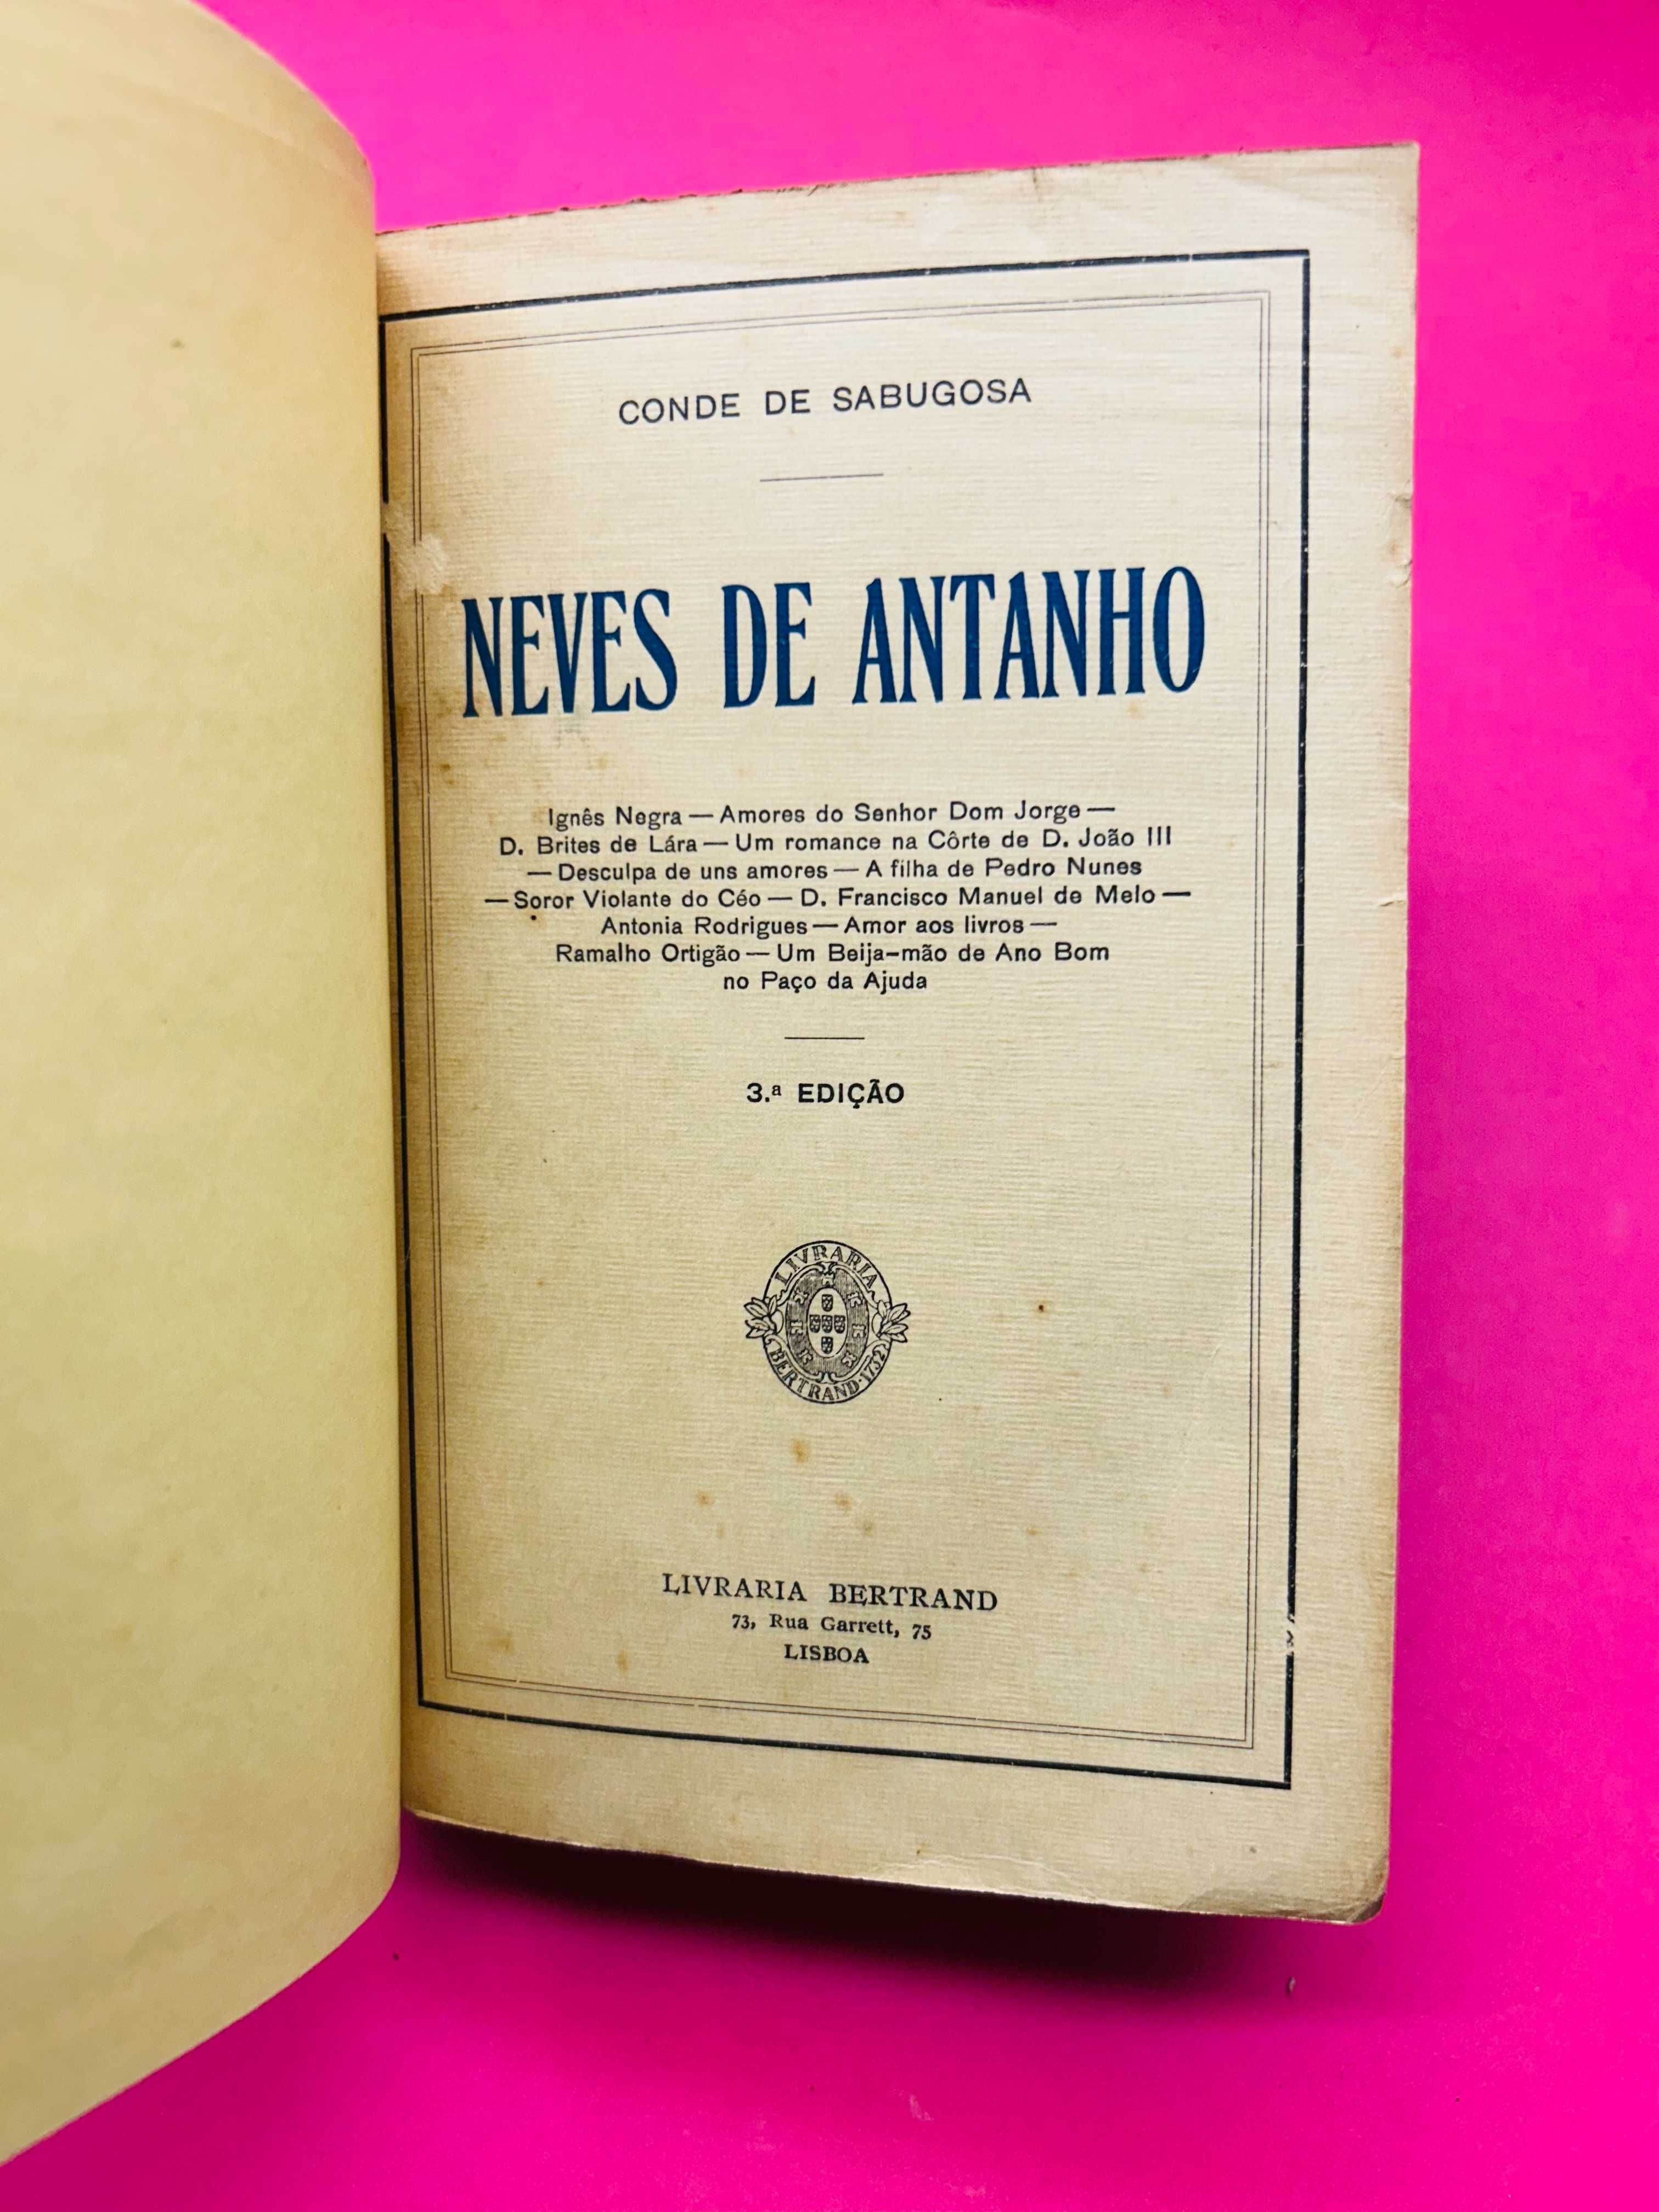 CONDE DE SABUGOSA
NEVES DE ANTANHO
Ignês Negra — Amores do Senhor Dom Jorge —
D. Brites de Lára — Um romance na Côrte de D. João III
— Desculpa de uns amores — A filha de Pedro Nunes
— Soror Violante do Céo — D. Francisco Manuel de Melo —
Antonia Rodrigues — Amor aos livros —
Ramalho Ortigão — Um Beija-mão de Ano Bom
no Paço da Ajuda
3.ª EDIÇÃO
LIVRARIA
BERTRAND·1732
LIVRARIA BERTRAND
73, Rua Garrett, 75
LISBOA